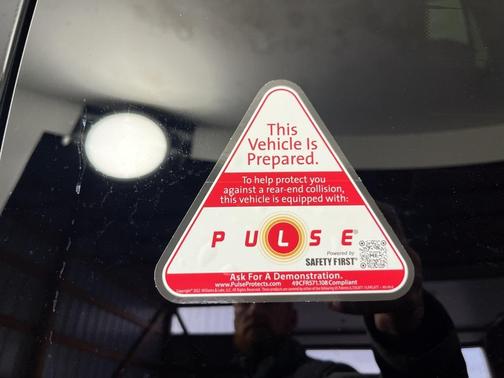 This
Vehicle Is
Prepared.
To help protect you
against a rear-end collision,
this vehicle is equipped with:
PULSE®
Powered by
SAFETY FIRST
Ask For A Demonstration.
www.PulseProtects.com 49CFR571.108 Compliant